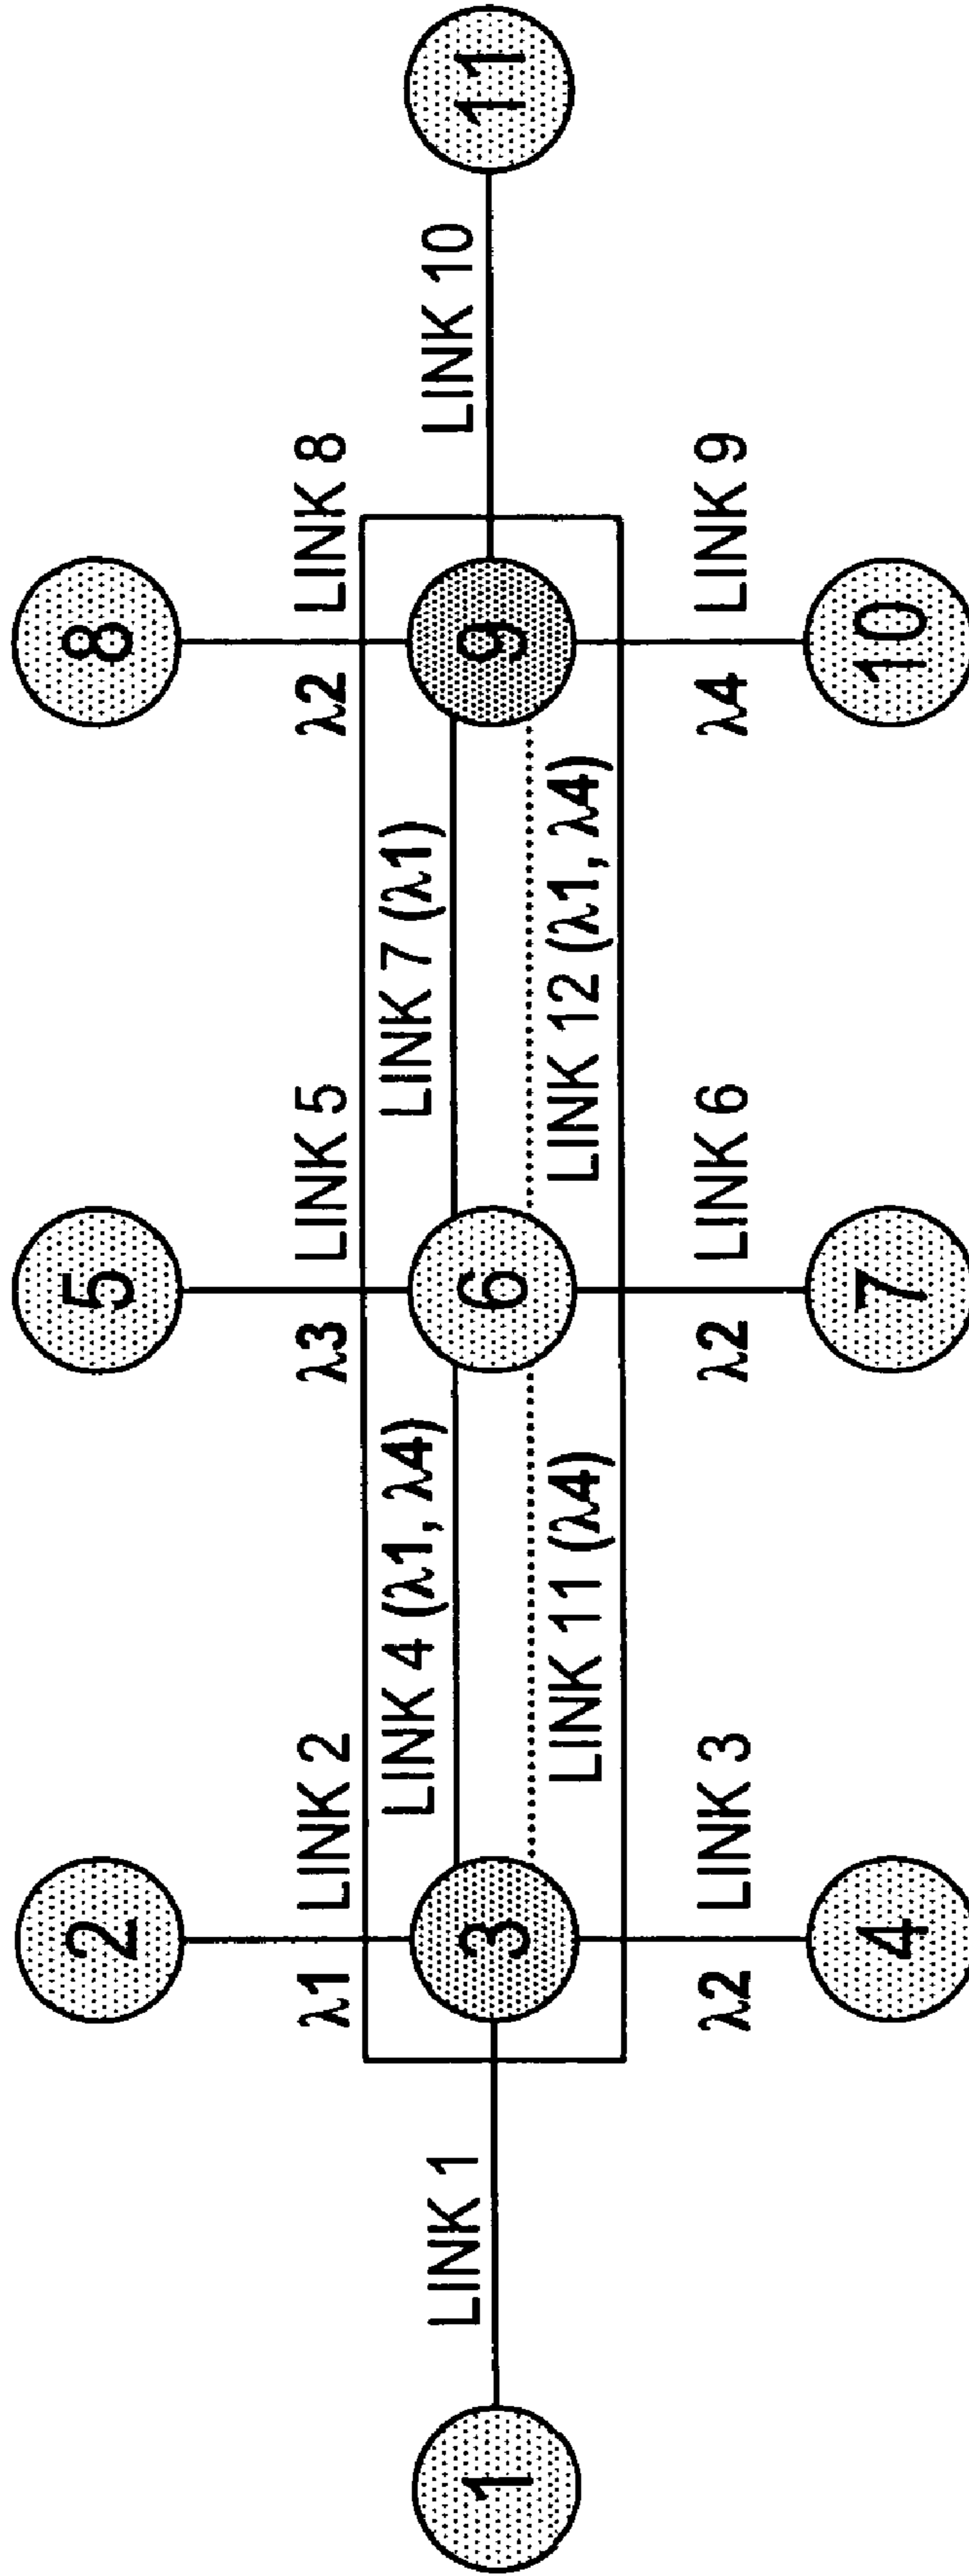 2
5
8
λ1 LINK 2
λ3 LINK 5
λ2 LINK 8
LINK 4 (λ1, λ4)
LINK 7 (λ1)
1
LINK 1
3
6
9
LINK 10
11
LINK 11 (λ4)
LINK 12 (λ1, λ4)
λ2 LINK 3
λ2 LINK 6
λ4 LINK 9
4
7
10